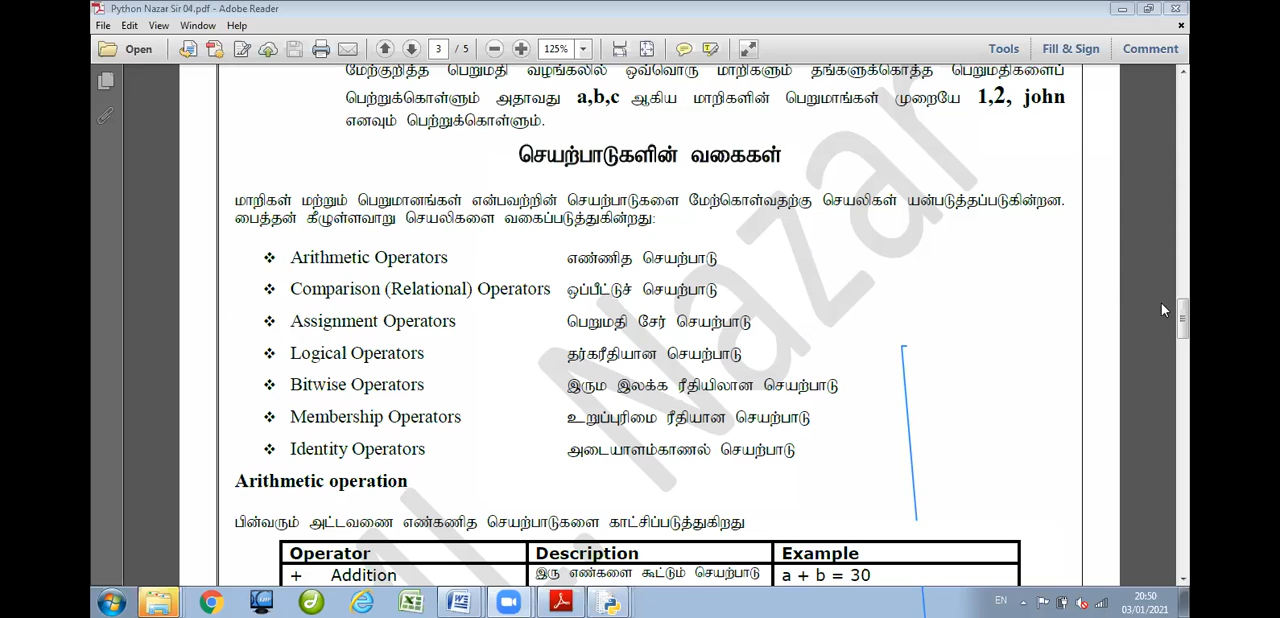 Python Nazar Sir 04.pdf - Adobe Reader
File Edit View Window Help
Open 3 / 5 125% Tools Fill & Sign Comment
மேற்குறித்த பெறுமதி வழங்கலில் ஒவ்வொரு மாறிகளும் தங்களுக்கொத்த பெறுமதிகளைப்
பெற்றுக்கொள்ளும் அதாவது a,b,c ஆகிய மாறிகளின் பெறுமாங்கள் முறையே 1,2, john
எனவும் பெற்றுக்கொள்ளும்.
செயற்பாடுகளின் வகைகள்
மாறிகள் மற்றும் பெறுமானங்கள் என்பவற்றின் செயற்பாடுகளை மேற்கொள்வதற்கு செயலிகள் யன்படுத்தப்படுகின்றன.
பைத்தன் கீழுள்ளவாறு செயலிகளை வகைப்படுத்துகின்றது:
❖ Arithmetic Operators எண்ணித செயற்பாடு
❖ Comparison (Relational) Operators ஒப்பீட்டுச் செயற்பாடு
❖ Assignment Operators பெறுமதி சேர் செயற்பாடு
❖ Logical Operators தர்கரீதியான செயற்பாடு
❖ Bitwise Operators இரும இலக்க ரீதியிலான செயற்பாடு
❖ Membership Operators உறுப்புரிமை ரீதியான செயற்பாடு
❖ Identity Operators அடையாளம்காணல் செயற்பாடு
Arithmetic operation
பின்வரும் அட்டவணை எண்கணித செயற்பாடுகளை காட்சிப்படுத்துகிறது
Operator Description Example
+ Addition இரு எண்களை கூட்டும் செயற்பாடு a + b = 30
Nazar
EN 20:50
03/01/2021